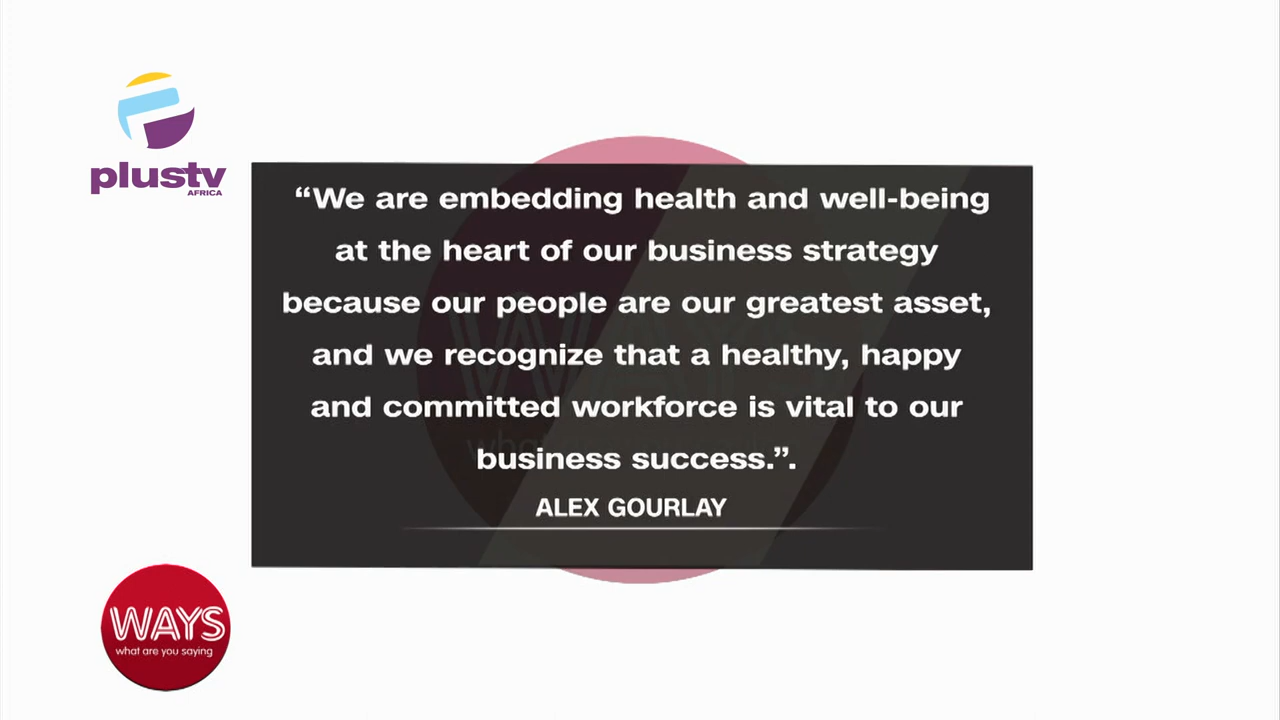 plustv
AFRICA
“We are embedding health and well-being
at the heart of our business strategy
because our people are our greatest asset,
and we recognize that a healthy, happy
and committed workforce is vital to our
business success.”.
ALEX GOURLAY
WAYS
what are you saying